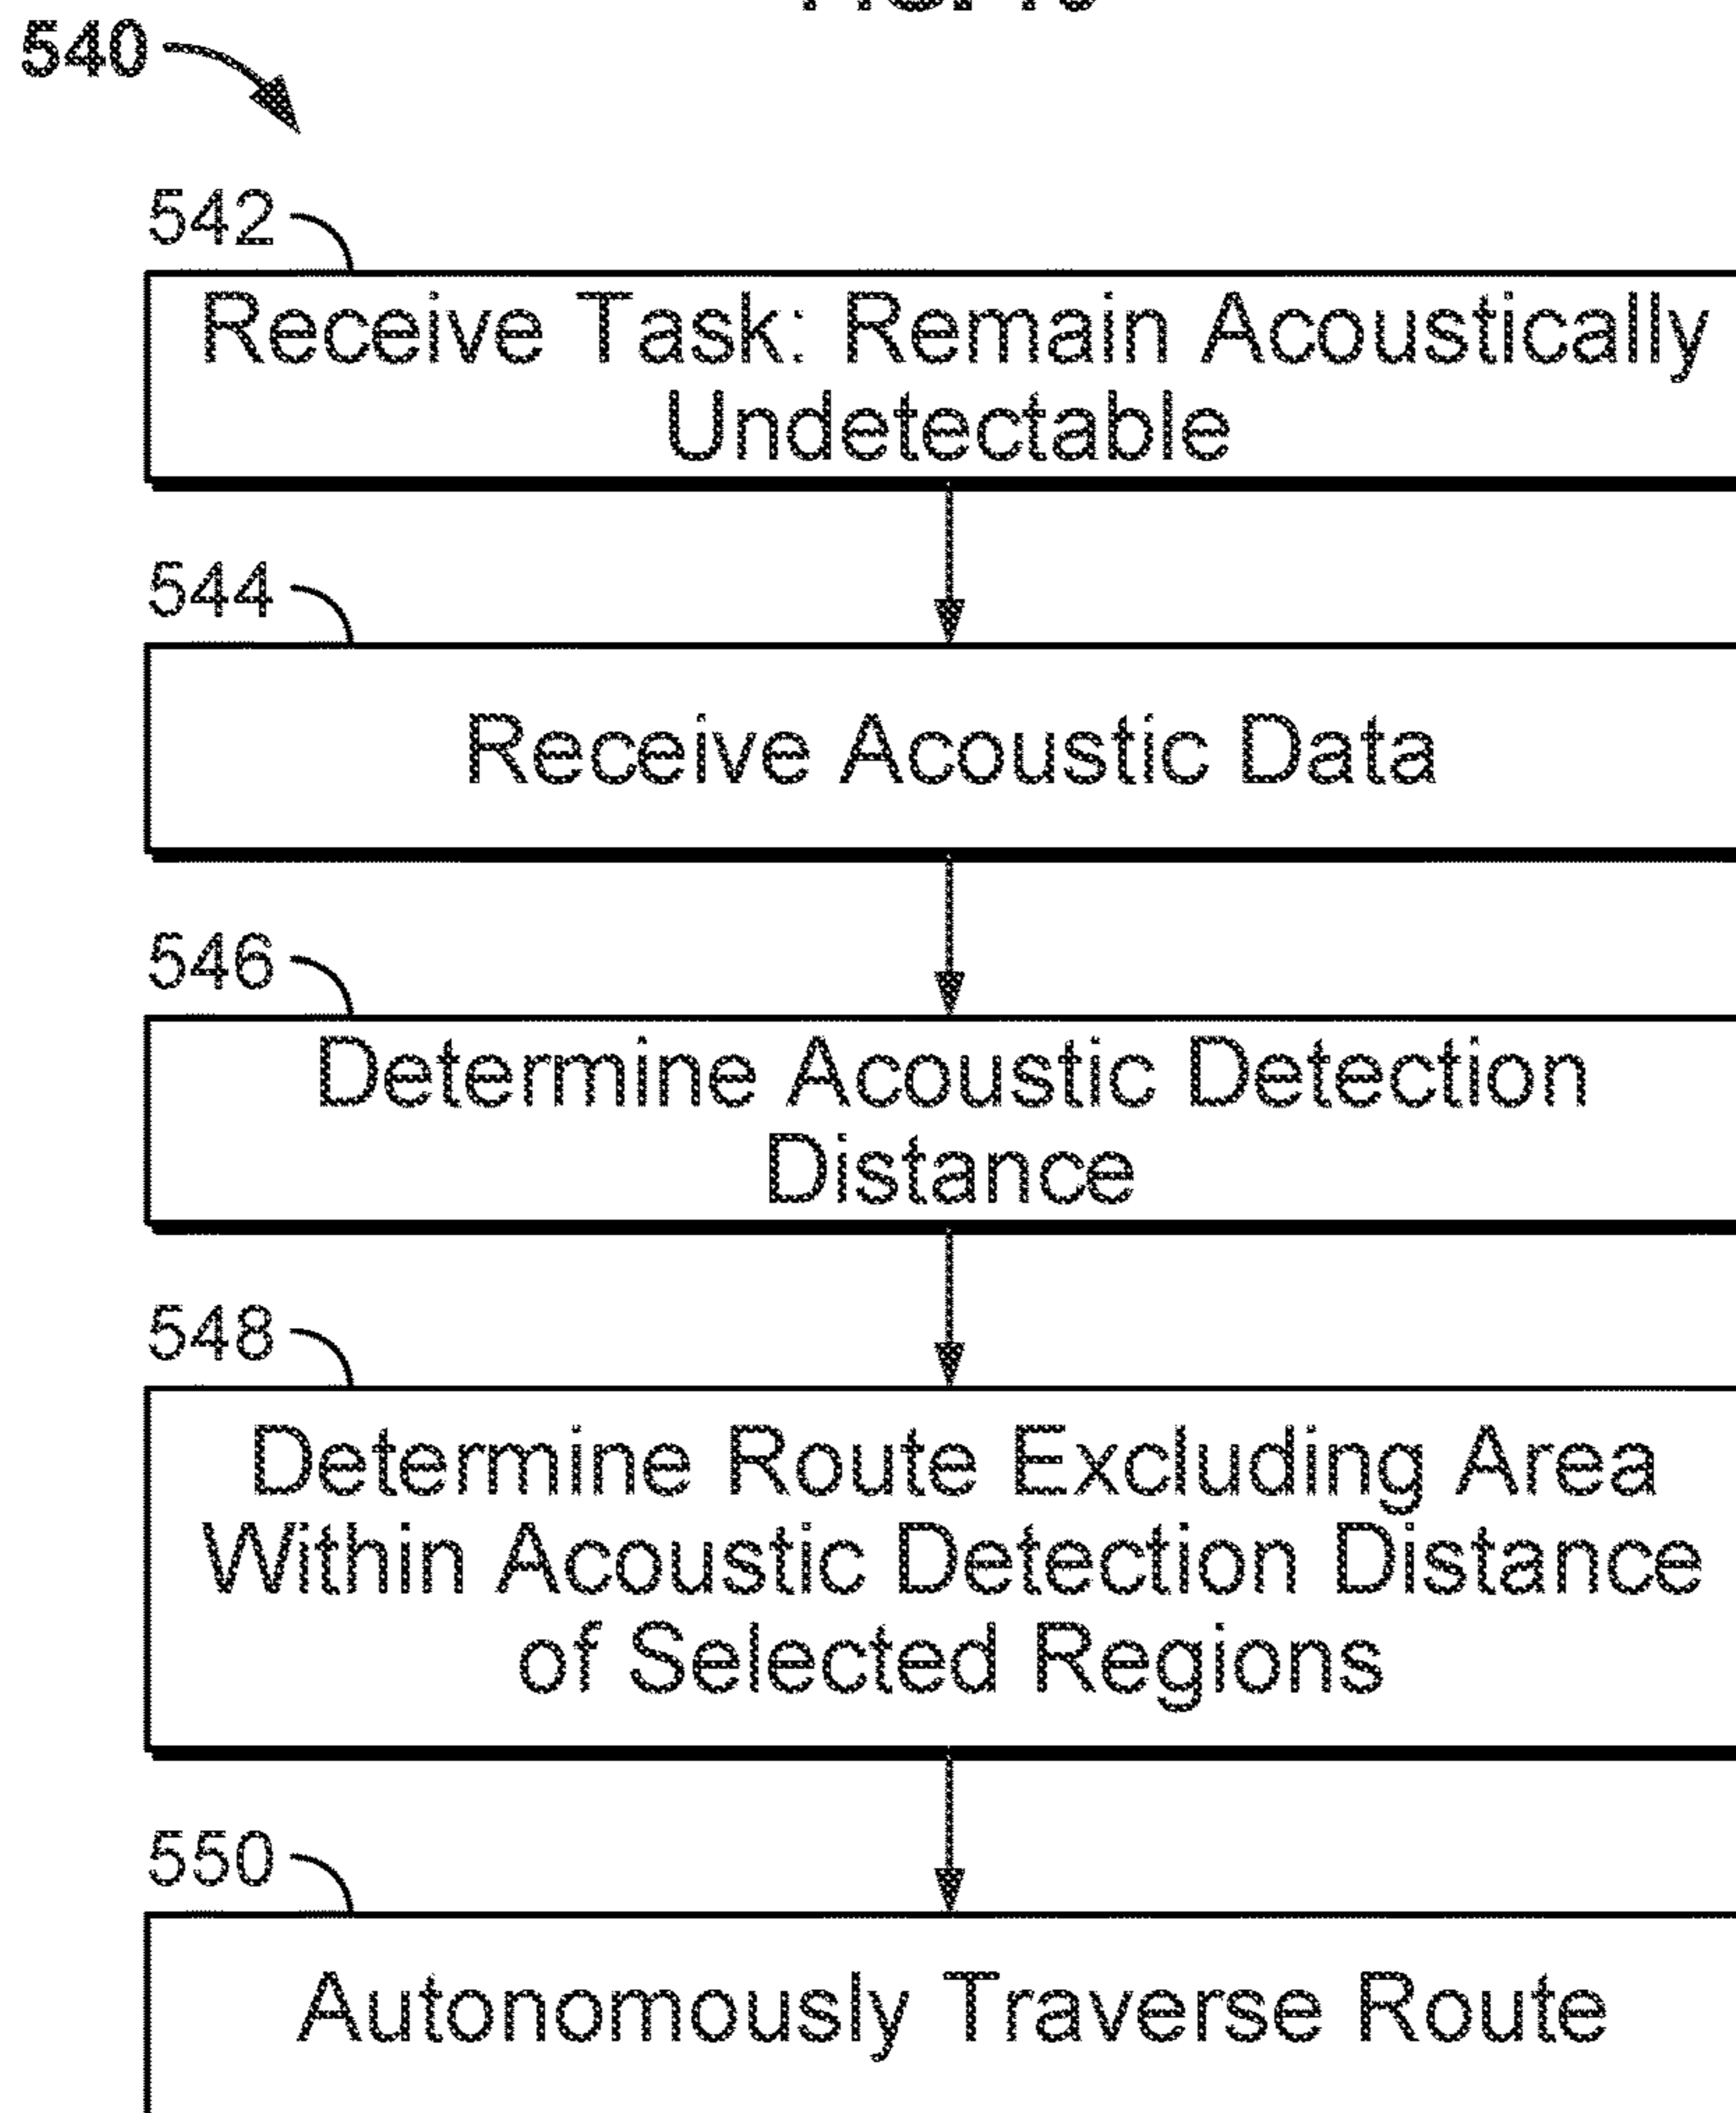 540
542
Receive Task: Remain Acoustically
Undetectable
544
Receive Acoustic Data
546
Determine Acoustic Detection
Distance
548
Determine Route Excluding Area
Within Acoustic Detection Distance
of Selected Regions
550
Autonomously Traverse Route